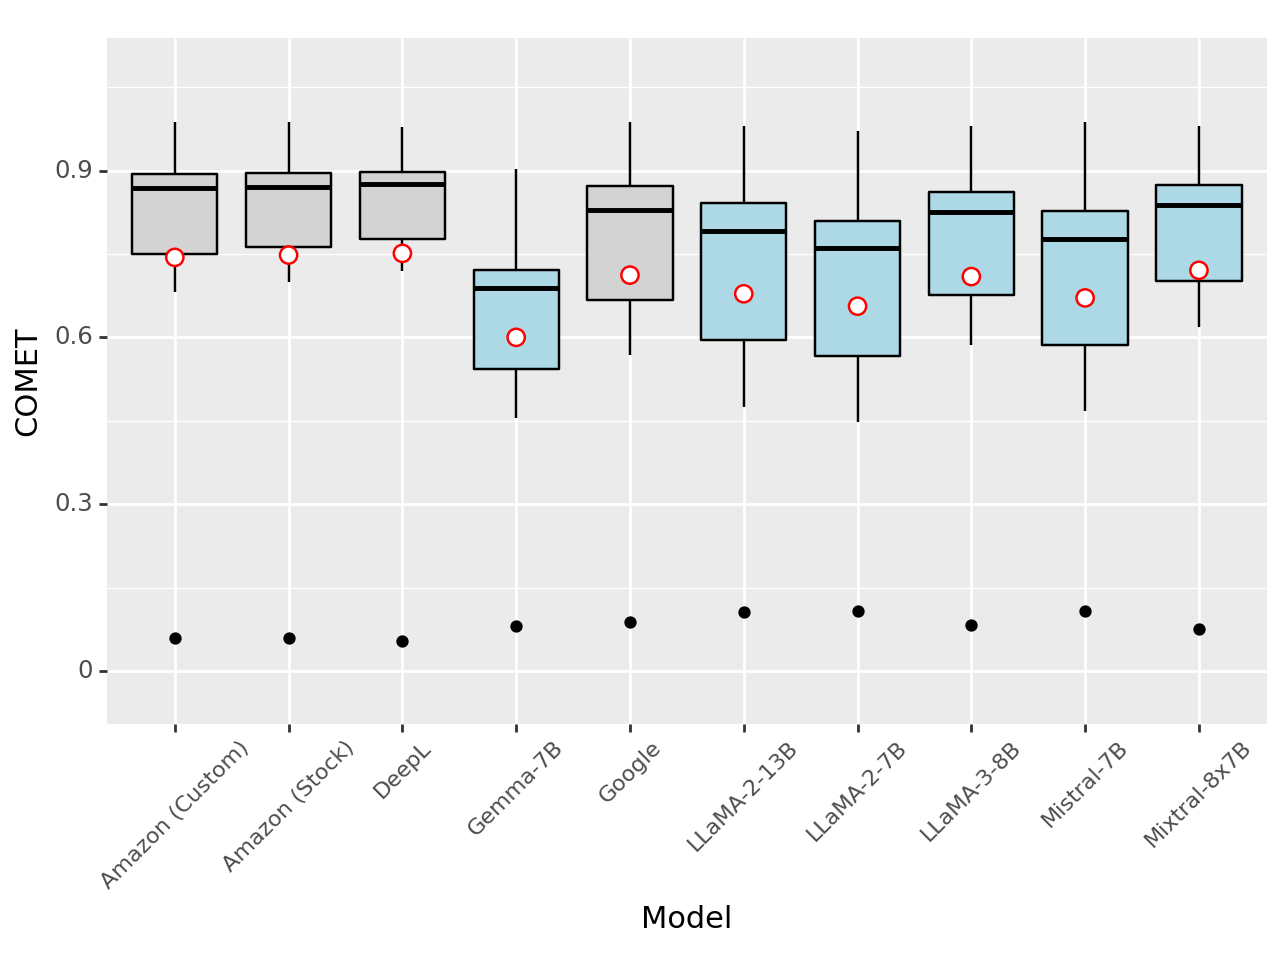 COMET
0.9
0.6
0.3
0
Amazon (Custom)
Amazon (Stock)
DeepL
Gemma-7B
Google
LLaMA-2-13B
LLaMA-2-7B
LLaMA-3-8B
Mistral-7B
Mixtral-8x7B
Model